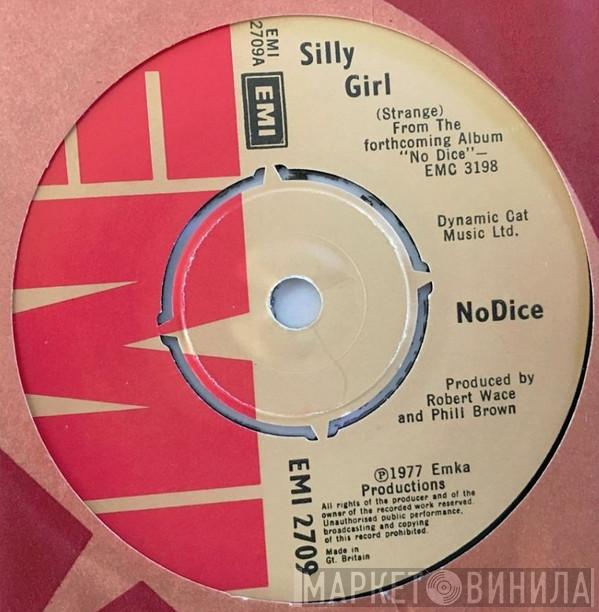 EMI
2709A
EMI
Silly
Girl
(Strange)
From The
forthcoming Album
"No Dice"—
EMC 3198
Dynamic Cat
Music Ltd.
NoDice
Produced by
Robert Wace
and Phill Brown
Ⓟ1977 Emka
Productions
All rights of the producer and of the
owner of the recorded work reserved.
Unauthorised public performance,
broadcasting and copying
of this record prohibited.
Made in
Gt. Britain
EMI 2709
EMI
МАРКЕТ ВИНИЛА